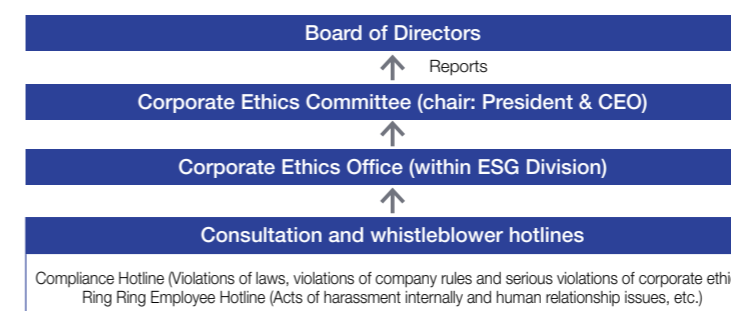 Board of Directors
Reports
Corporate Ethics Committee (chair: President & CEO)
Corporate Ethics Office (within ESG Division)
Consultation and whistleblower hotlines
Compliance Hotline (Violations of laws, violations of company rules and serious violations of corporate
Ring Ring Employee Hotline (Acts of harassment internally and human relationship issues, etc.)